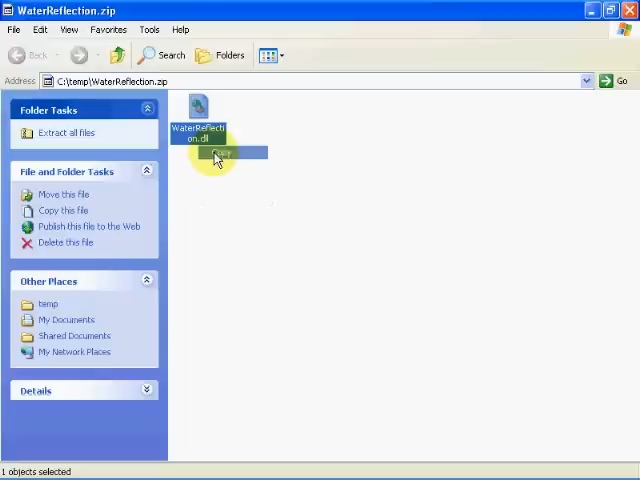 WaterReflection.zip
File Edit View Favorites Tools Help
Back Search Folders
Address C:\temp\WaterReflection.zip Go
Folder Tasks
Extract all files
File and Folder Tasks
Move this file
Copy this file
Publish this file to the Web
Delete this file
Other Places
temp
My Documents
Shared Documents
My Network Places
Details
WaterReflecti
on.dll
1 objects selected